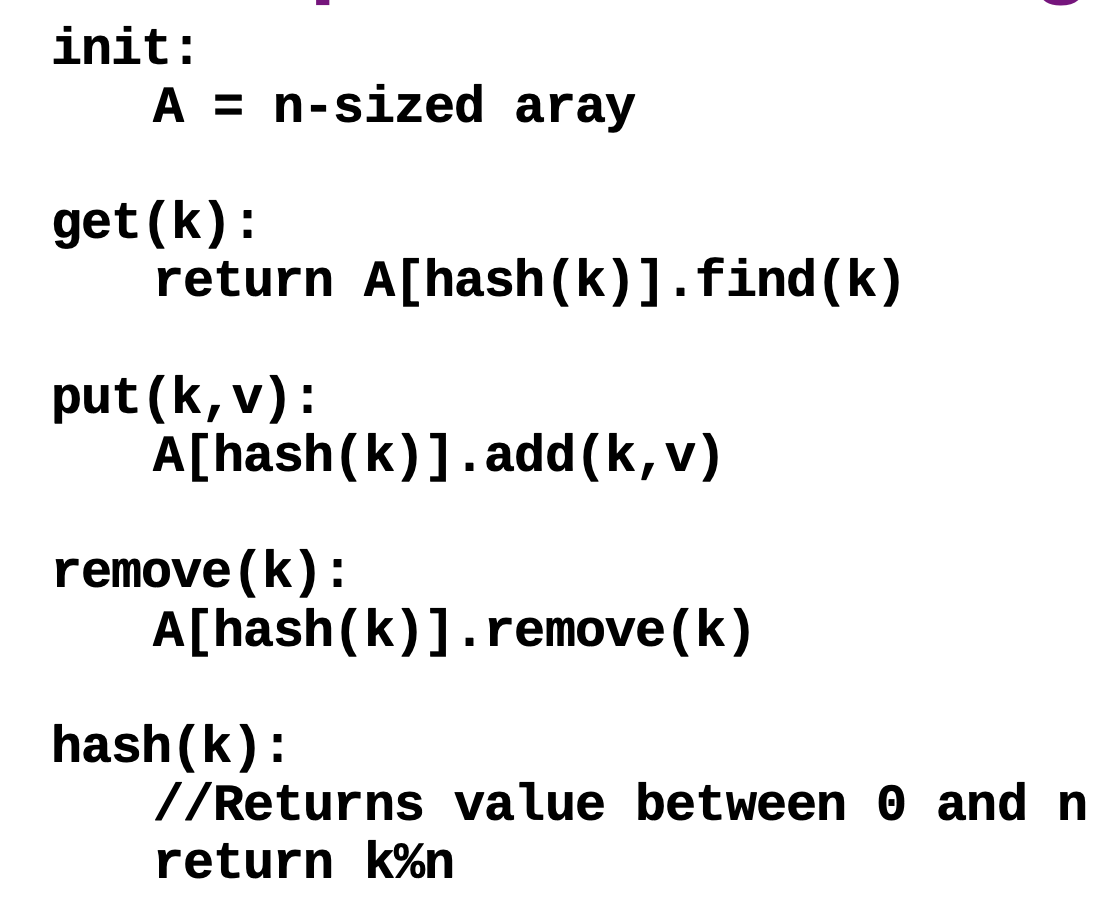 init:
A = n-sized aray
get(k):
return A[hash(k)].find(k)
put(k,v):
A[hash(k)].add(k,v)
remove(k):
A[hash(k)].remove(k)
hash(k):
//Returns value between 0 and n
return k%n